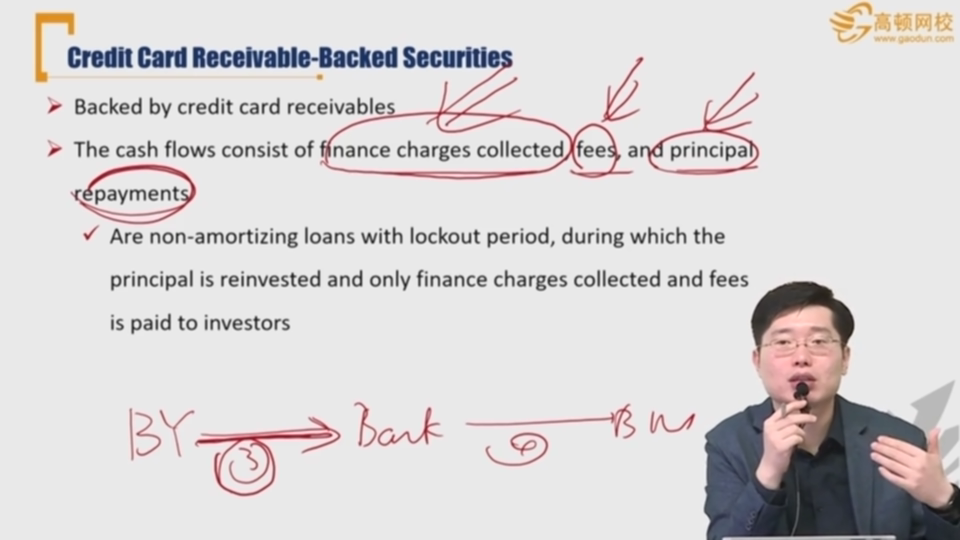 高顿网校
www.gaodun.com
Credit Card Receivable-Backed Securities
Backed by credit card receivables
The cash flows consist of finance charges collected, fees, and principal
repayments
Are non-amortizing loans with lockout period, during which the
principal is reinvested and only finance charges collected and fees
is paid to investors
BY Bank
③